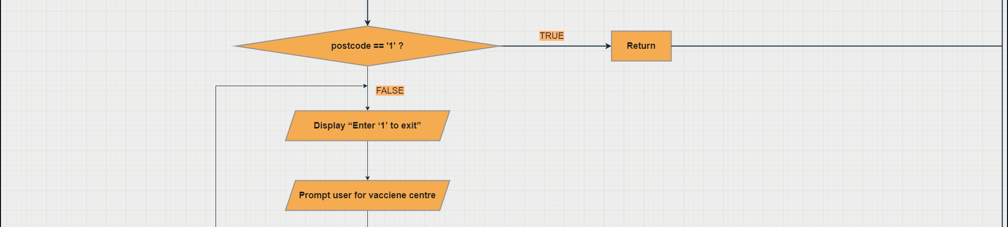 postcode == '1' ?
TRUE
Return
FALSE
Display “Enter ‘1’ to exit”
Prompt user for vacciene centre